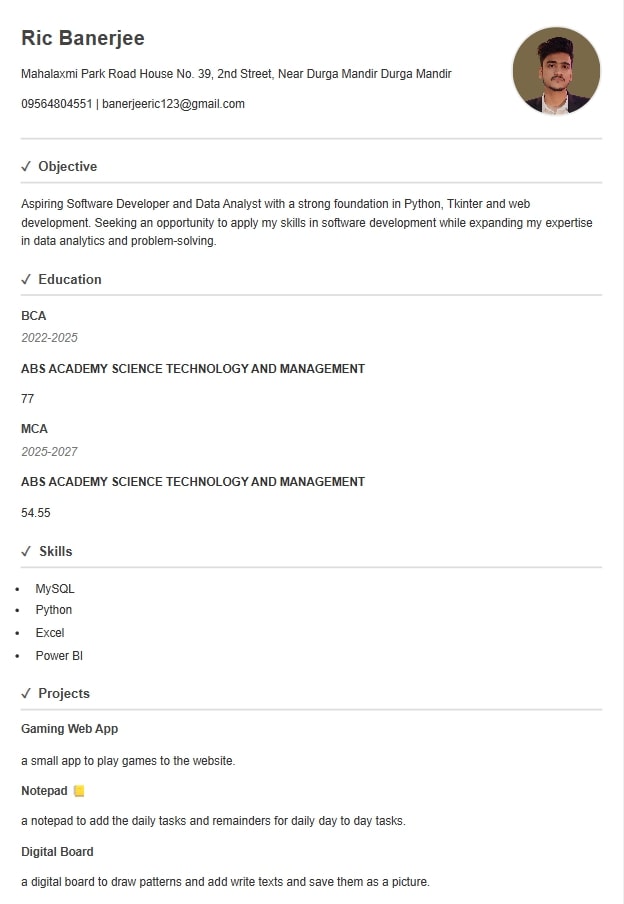 Ric Banerjee
Mahalaxmi Park Road House No. 39, 2nd Street, Near Durga Mandir Durga Mandir
09564804551 | banerjeeric123@gmail.com
✓ Objective
Aspiring Software Developer and Data Analyst with a strong foundation in Python, Tkinter and web
development. Seeking an opportunity to apply my skills in software development while expanding my expertise
in data analytics and problem-solving.
✓ Education
BCA
2022-2025
ABS ACADEMY SCIENCE TECHNOLOGY AND MANAGEMENT
77
MCA
2025-2027
ABS ACADEMY SCIENCE TECHNOLOGY AND MANAGEMENT
54.55
✓ Skills
• MySQL
• Python
• Excel
• Power BI
✓ Projects
Gaming Web App
a small app to play games to the website.
Notepad 📒
a notepad to add the daily tasks and remainders for daily day to day tasks.
Digital Board
a digital board to draw patterns and add write texts and save them as a picture.